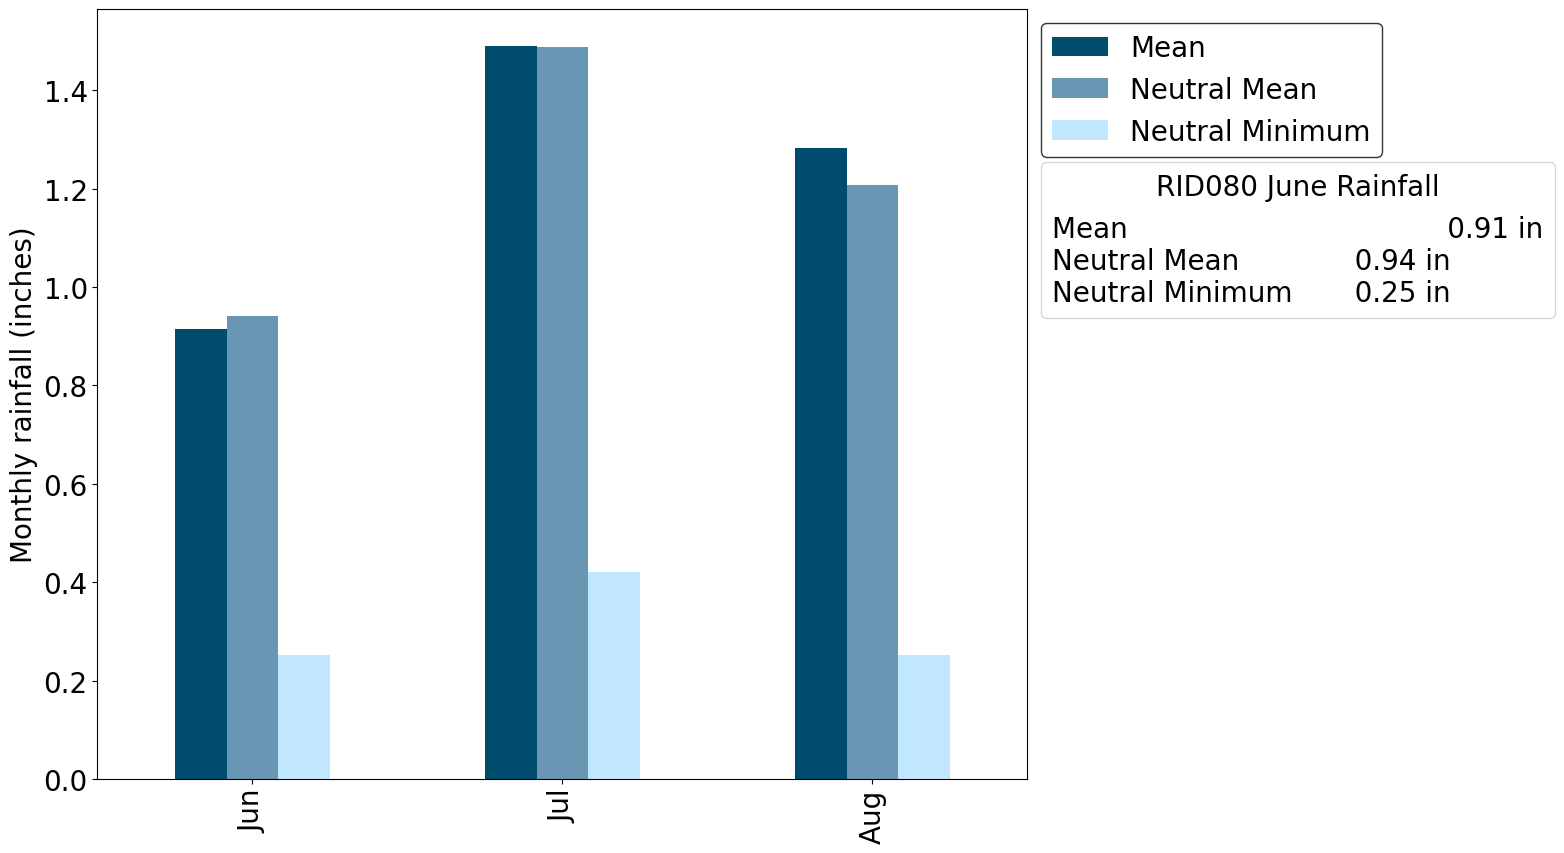 Monthly rainfall (inches)
1.4
1.2
1.0
0.8
0.6
0.4
0.2
0.0
Jun
Jul
Aug
Mean
Neutral Mean
Neutral Minimum
RID080 June Rainfall
Mean 0.91 in
Neutral Mean 0.94 in
Neutral Minimum 0.25 in